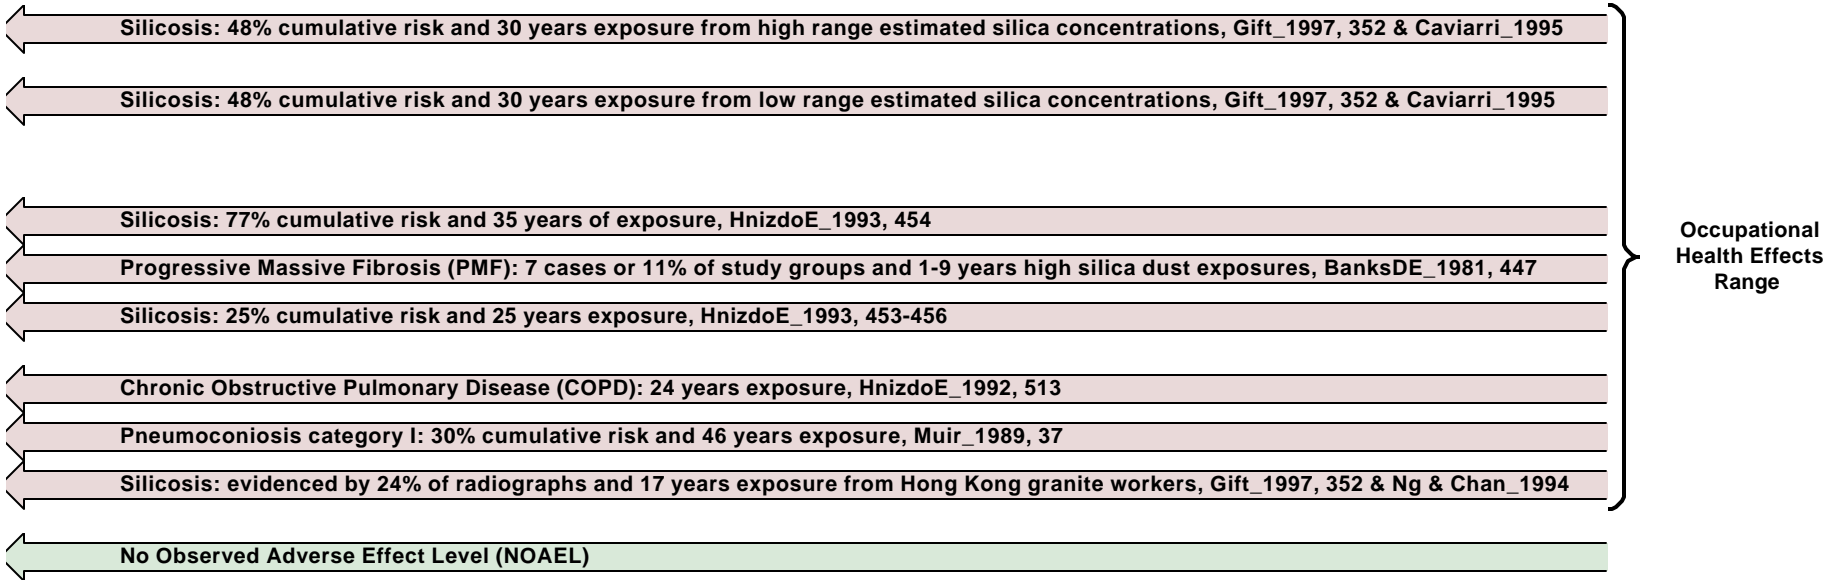 Silicosis: 48% cumulative risk and 30 years exposure from high range estimated silica concentrations, Gift_1997, 352 & Caviarri_1995
Silicosis: 48% cumulative risk and 30 years exposure from low range estimated silica concentrations, Gift_1997, 352 & Caviarri_1995
Silicosis: 77% cumulative risk and 35 years of exposure, HnizdoE_1993, 454
Progressive Massive Fibrosis (PMF): 7 cases or 11% of study groups and 1-9 years high silica dust exposures, BanksDE_1981, 447
Silicosis: 25% cumulative risk and 25 years exposure, HnizdoE_1993, 453-456
Chronic Obstructive Pulmonary Disease (COPD): 24 years exposure, HnizdoE_1992, 513
Pneumoconiosis category I: 30% cumulative risk and 46 years exposure, Muir_1989, 37
Silicosis: evidenced by 24% of radiographs and 17 years exposure from Hong Kong granite workers, Gift_1997, 352 & Ng & Chan_1994
No Observed Adverse Effect Level (NOAEL)
Occupational
Health Effects
Range